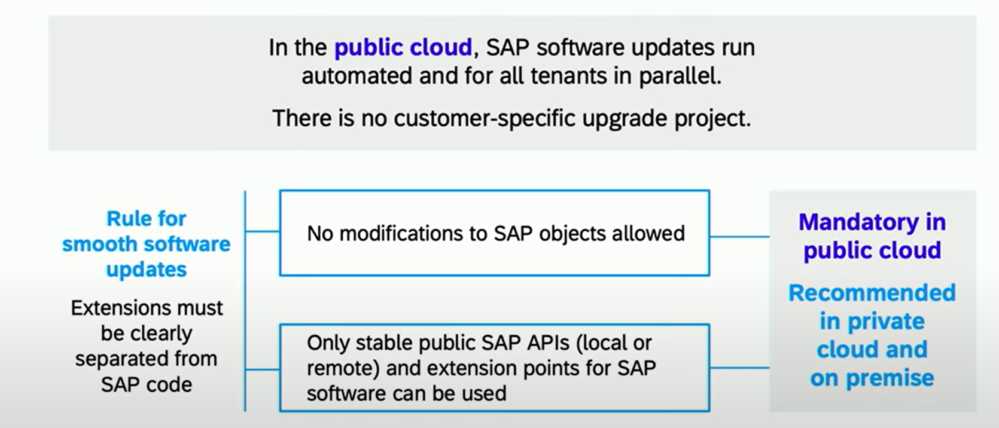 In the public cloud, SAP software updates run
automated and for all tenants in parallel.
There is no customer-specific upgrade project.
Rule for
smooth software
updates
Extensions must
be clearly
separated from
SAP code
No modifications to SAP objects allowed
Only stable public SAP APIs (local or
remote) and extension points for SAP
software can be used
Mandatory in
public cloud
Recommended
in private
cloud and
on premise